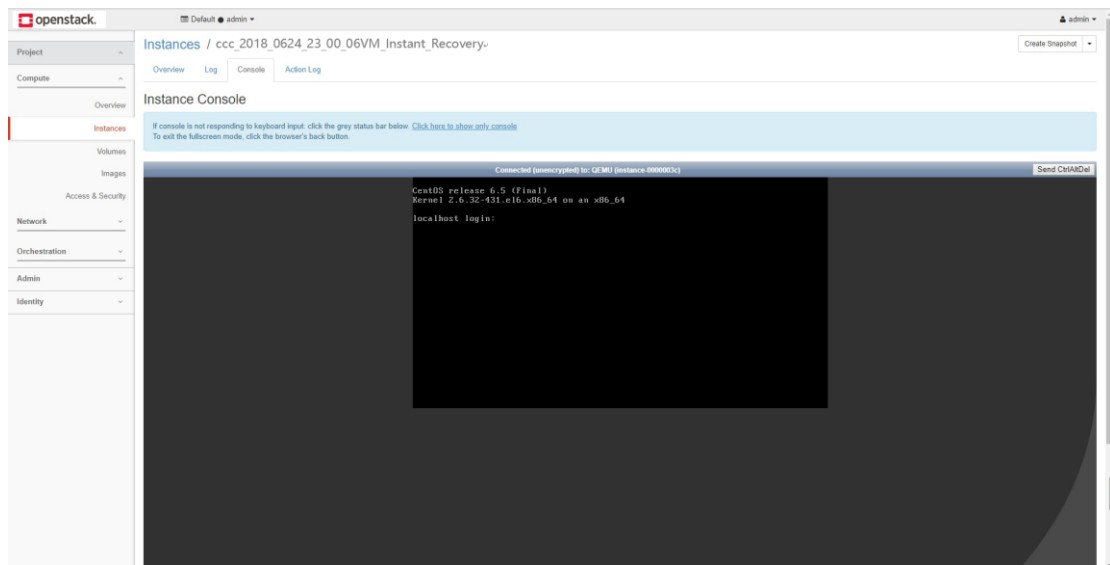 openstack.
Default admin
admin
Project
Compute
Overview
Instances
Volumes
Images
Access & Security
Network
Orchestration
Admin
Identity
Instances / ccc_2018_0624_23_00_06VM_Instant_Recovery
Create Snapshot
Overview Log Console Action Log
Instance Console
If console is not responding to keyboard input: click the grey status bar below. Click here to show only console
To exit the fullscreen mode, click the browser's back button.
Connected (unencrypted) to: QEMU (instance-0000003c)
Send CtrlAltDel
CentOS release 6.5 (Final)
Kernel 2.6.32-431.el6.x86_64 on an x86_64
localhost login: